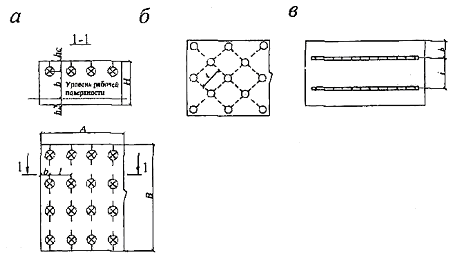 а
б
в
1-1
hc
h
H
Уровень рабочей
поверхности
A
1
1
b
l
B
b
l